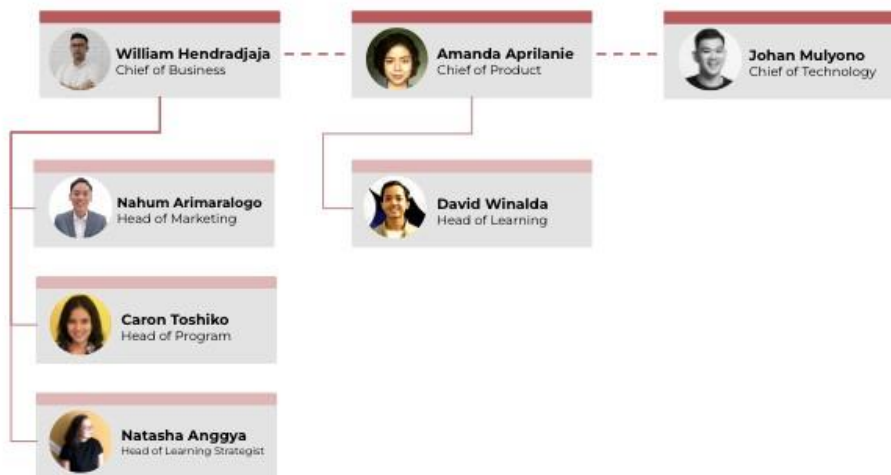 William Hendradjaja
Chief of Business
Amanda Aprilanie
Chief of Product
Johan Mulyono
Chief of Technology
Nahum Arimaralogo
Head of Marketing
David Winalda
Head of Learning
Caron Toshiko
Head of Program
Natasha Anggya
Head of Learning Strategist